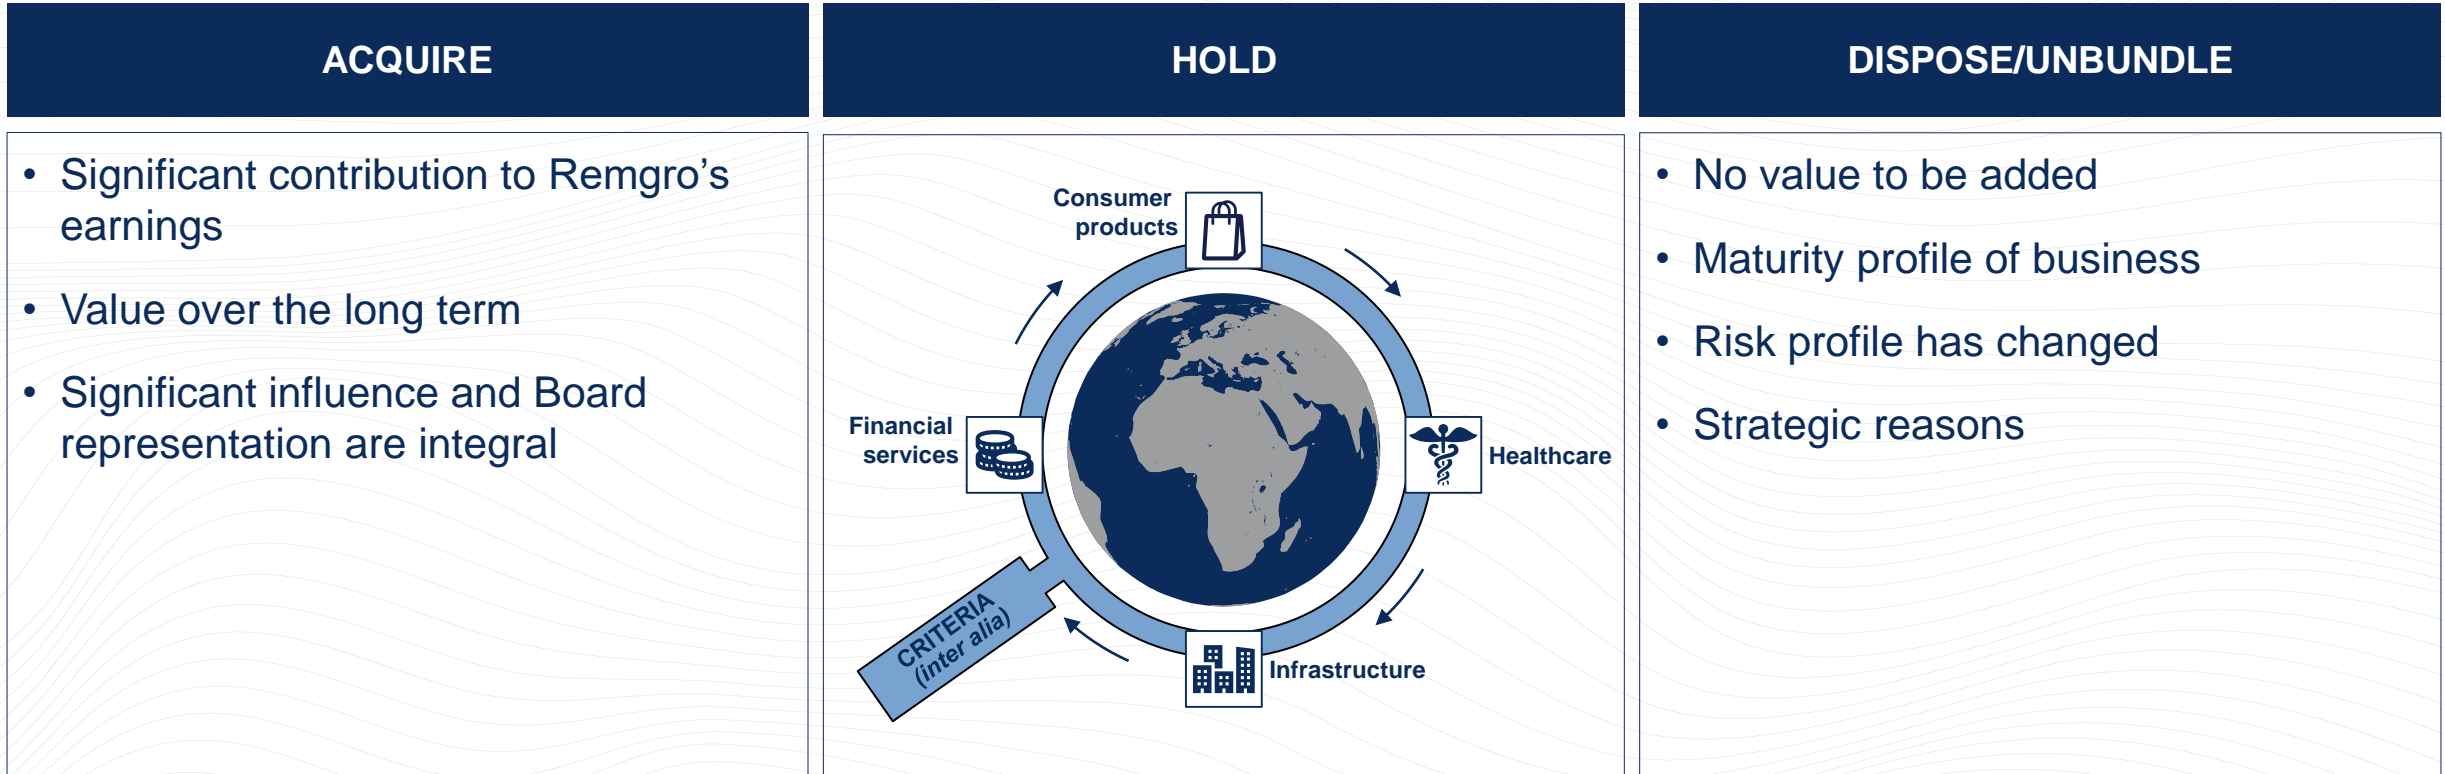 ACQUIRE
• Significant contribution to Remgro’s
earnings
• Value over the long term
• Significant influence and Board
representation are integral
HOLD
Consumer
products
Financial
services
Healthcare
Infrastructure
CRITERIA
(inter alia)
DISPOSE/UNBUNDLE
• No value to be added
• Maturity profile of business
• Risk profile has changed
• Strategic reasons